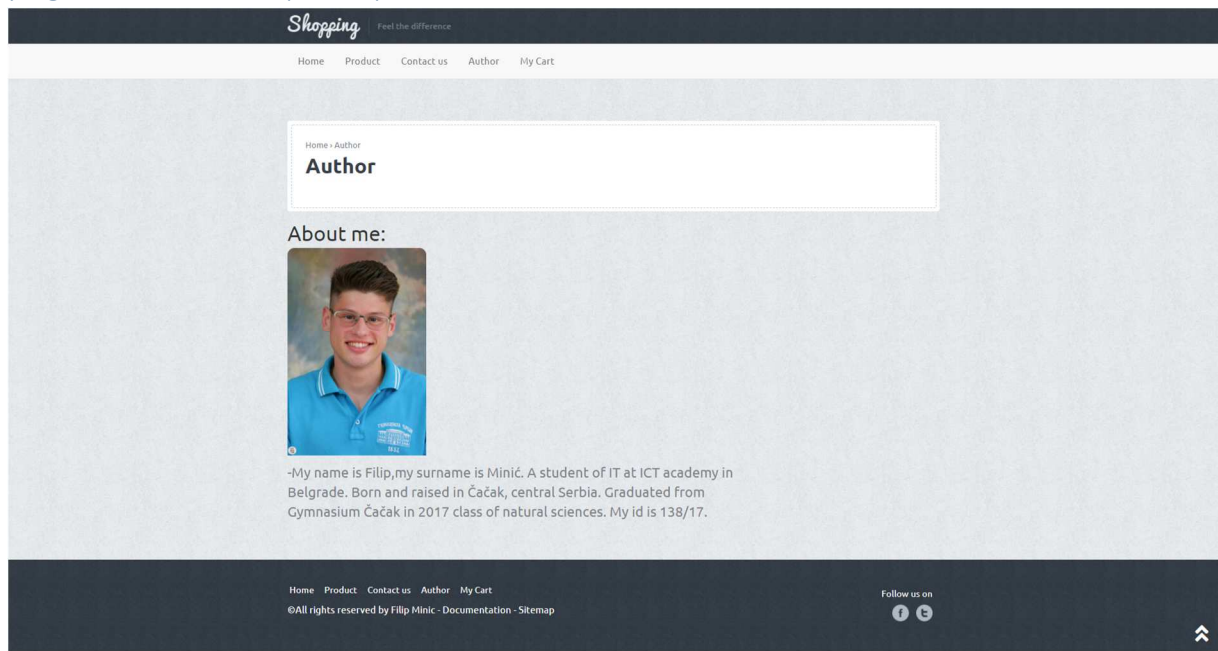 Shopping Feel the difference
Home Product Contact us Author My Cart
Home › Author
Author
About me:
-My name is Filip,my surname is Minić. A student of IT at ICT academy in
Belgrade. Born and raised in Čačak, central Serbia. Graduated from
Gymnasium Čačak in 2017 class of natural sciences. My id is 138/17.
Home Product Contact us Author My Cart
Follow us on
©All rights reserved by Filip Minic - Documentation - Sitemap